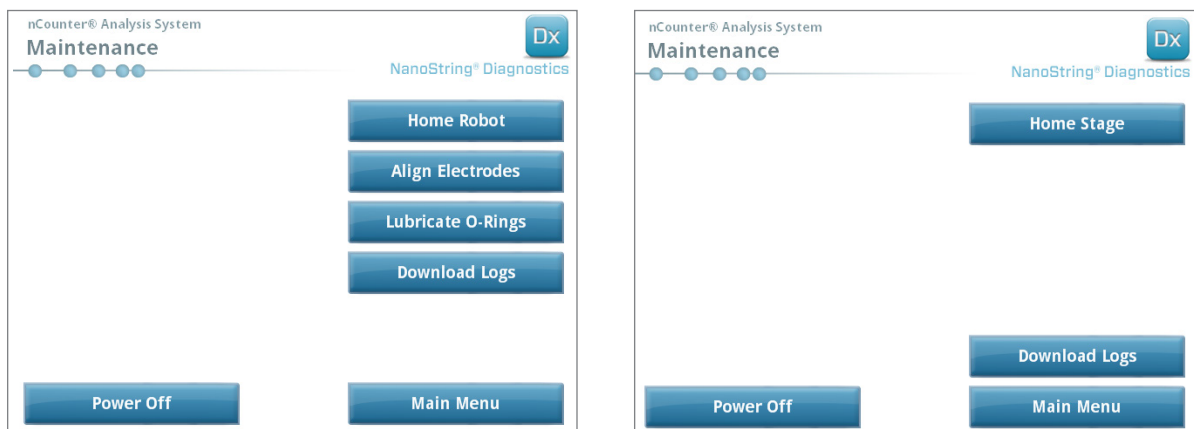 nCounter® Analysis System
Maintenance
Dx
NanoString® Diagnostics
Home Robot
Align Electrodes
Lubricate O-Rings
Download Logs
Power Off
Main Menu
nCounter® Analysis System
Maintenance
Dx
NanoString® Diagnostics
Home Stage
Download Logs
Power Off
Main Menu